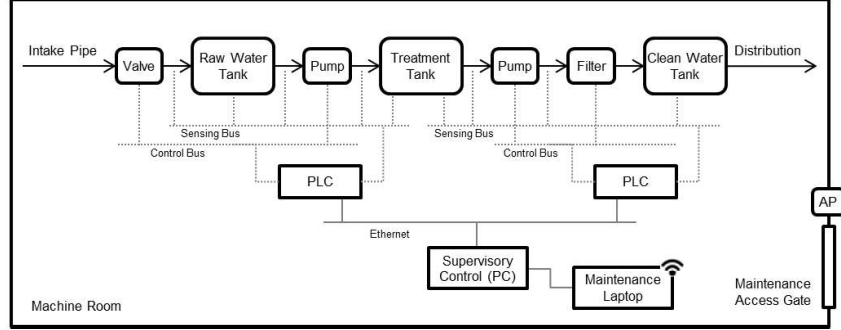 Intake Pipe
Valve
Raw Water
Tank
Pump
Treatment
Tank
Pump
Filter
Clean Water
Tank
Distribution
Sensing Bus
Control Bus
Sensing Bus
Control Bus
PLC
PLC
AP
Ethernet
Supervisory
Control (PC)
Maintenance
Laptop
Maintenance
Access Gate
Machine Room